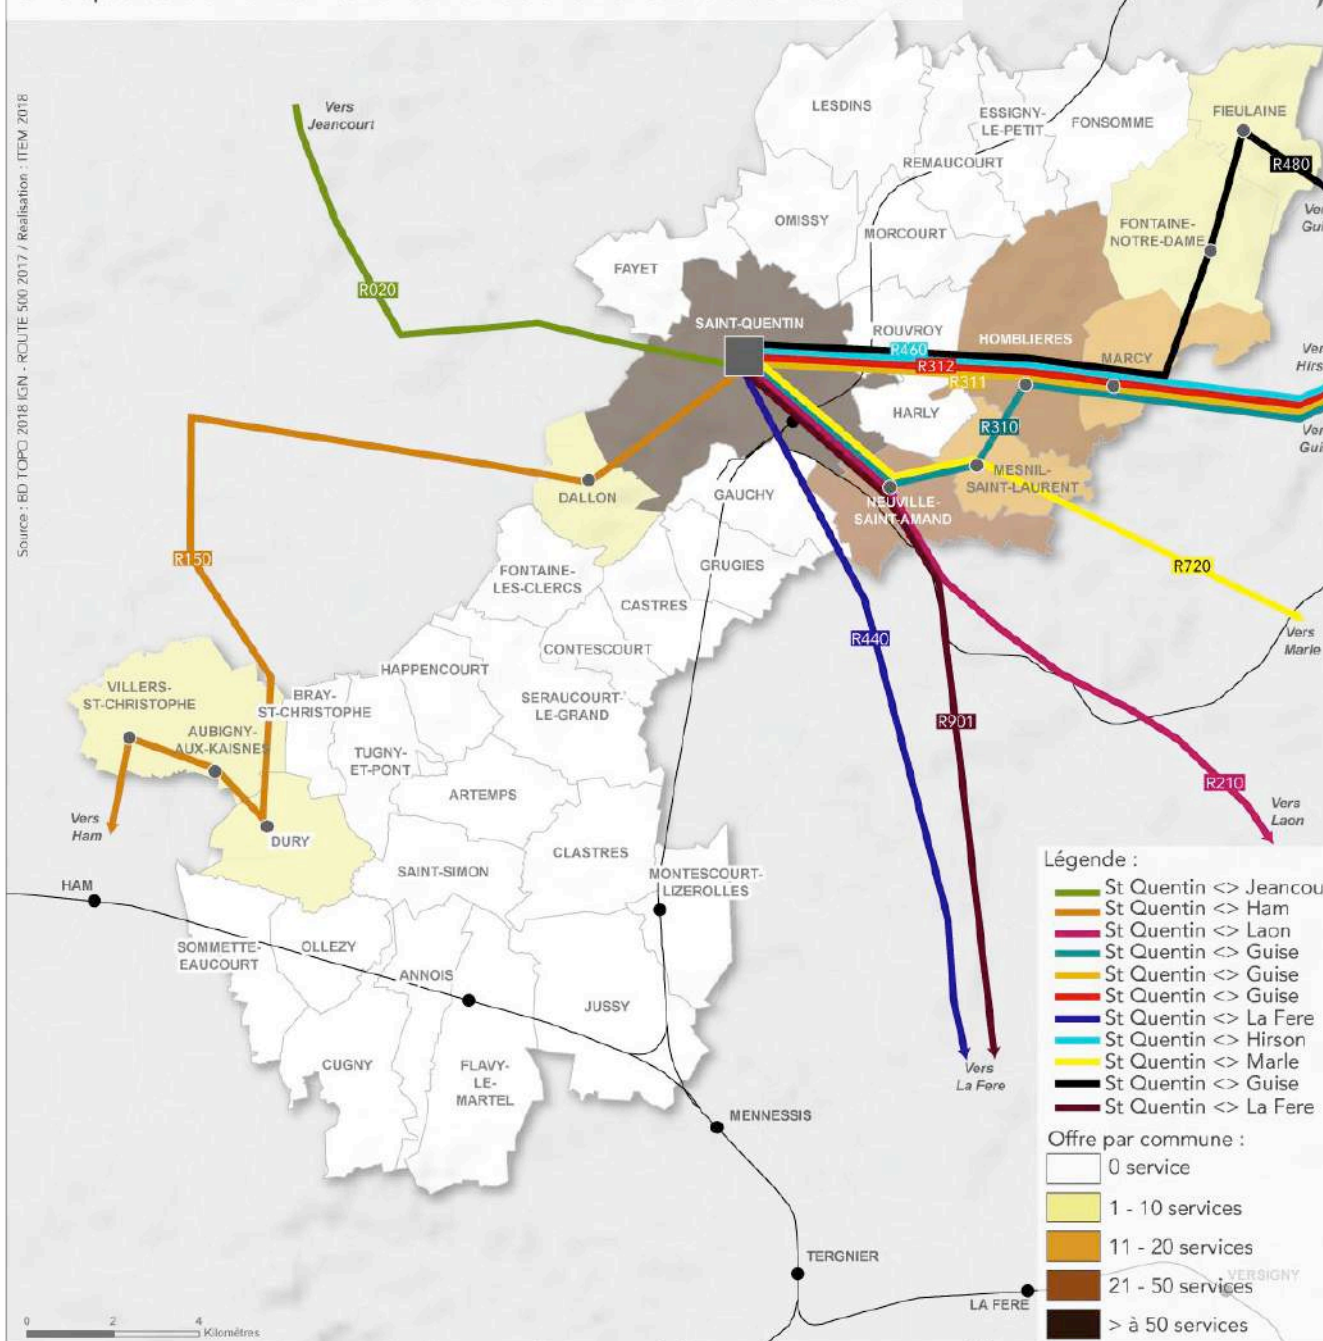 Source : BD TOPO 2018 IGN - ROUTE 500 2017 / Realisation : ITEM 2018
Vers
Jeancourt
LESDINS
ESSIGNY-
LE-PETIT
FONSOMME
FIEULAINE
REMAUCOURT
R480
OMISSY
MORCOURT
FONTAINE-
NOTRE-DAME
FAYET
R020
SAINT-QUENTIN
ROUVROY
HOMBLIERES
MARCY
R460
R312
R311
HARLY
R310
DALLON
GAUCHY
MESNIL-
SAINT-LAURENT
NEUVILLE-
SAINT-AMAND
R150
FONTAINE-
LES-CLERCS
GRUGIES
R720
CASTRES
R440
CONTESCOURT
Vers
Marle
HAPPENCOURT
VILLERS-
ST-CHRISTOPHE
BRAY-
ST-CHRISTOPHE
SERAUCOURT-
LE-GRAND
R901
AUBIGNY-
AUX-KAISNES
TUGNY-
ET-PONT
R210
ARTEMPS
Vers
Laon
Vers
Ham
DURY
CLASTRES
SAINT-SIMON
MONTESCOURT-
LIZEROLLES
HAM
SOMMETTE-
EAUCOURT
OLLEZY
ANNOIS
JUSSY
CUGNY
FLAVY-
LE-
MARTEL
Vers
La Fere
MENNESSIS
TERGNIER
LA FERE
VERSIGNY
Légende :
St Quentin <> Jeancou
St Quentin <> Ham
St Quentin <> Laon
St Quentin <> Guise
St Quentin <> Guise
St Quentin <> Guise
St Quentin <> La Fere
St Quentin <> Hirson
St Quentin <> Marle
St Quentin <> Guise
St Quentin <> La Fere
Offre par commune :
0 service
1 - 10 services
11 - 20 services
21 - 50 services
> à 50 services
0 2 4
Kilomètres